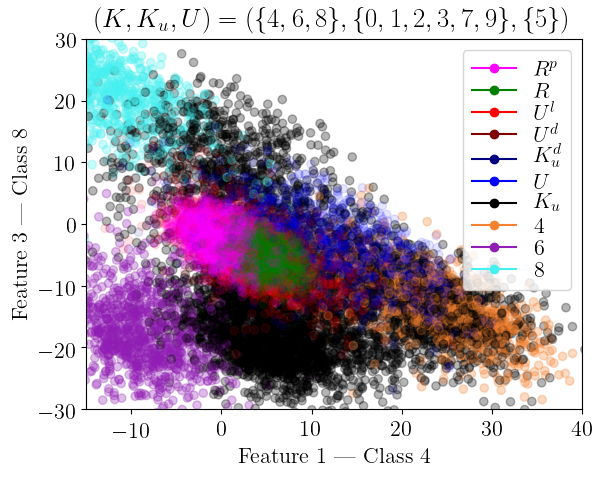 (K, K_u, U) = ({4, 6, 8}, {0, 1, 2, 3, 7, 9}, {5})
30
20
10
0
−10
−20
−30
Feature 3 — Class 8
R^p
R
U^l
U^d
K_u^d
U
K_u
4
6
8
−10
0
10
20
30
40
Feature 1 — Class 4